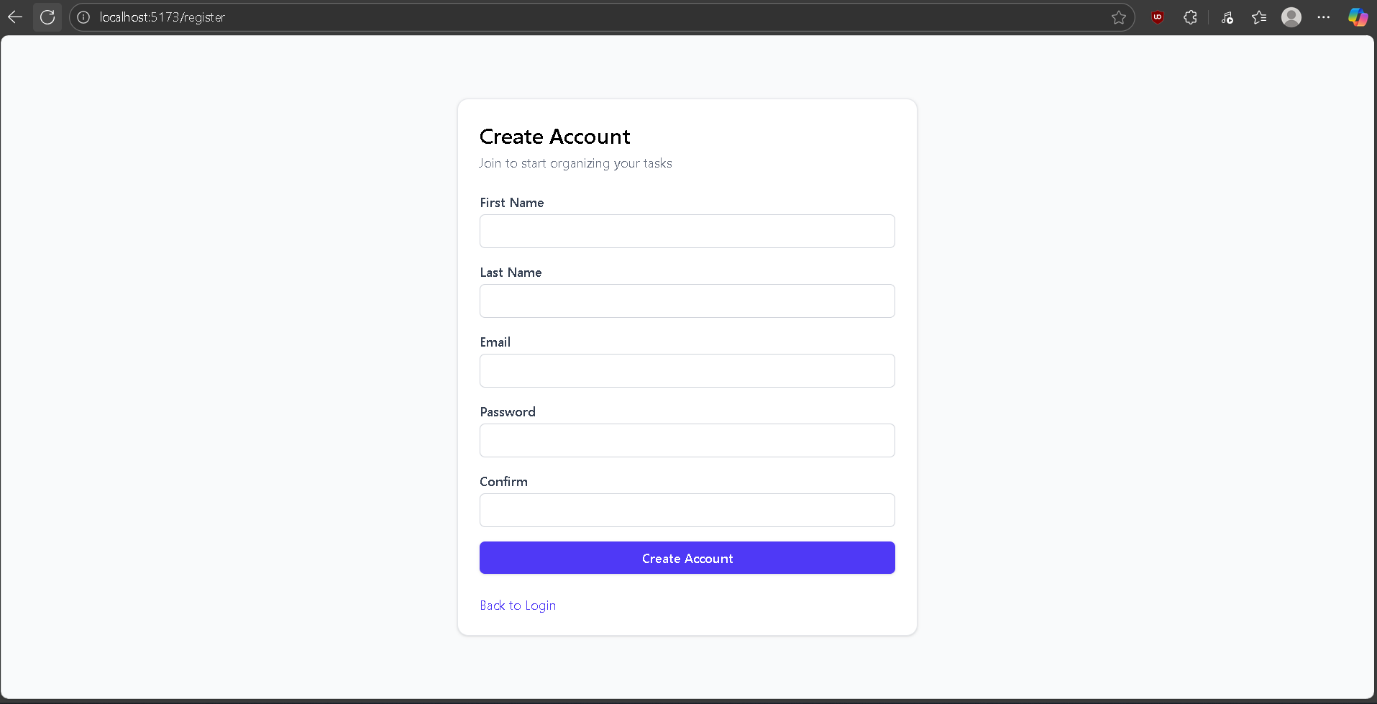 localhost:5173/register
Create Account
Join to start organizing your tasks
First Name
Last Name
Email
Password
Confirm
Create Account
Back to Login